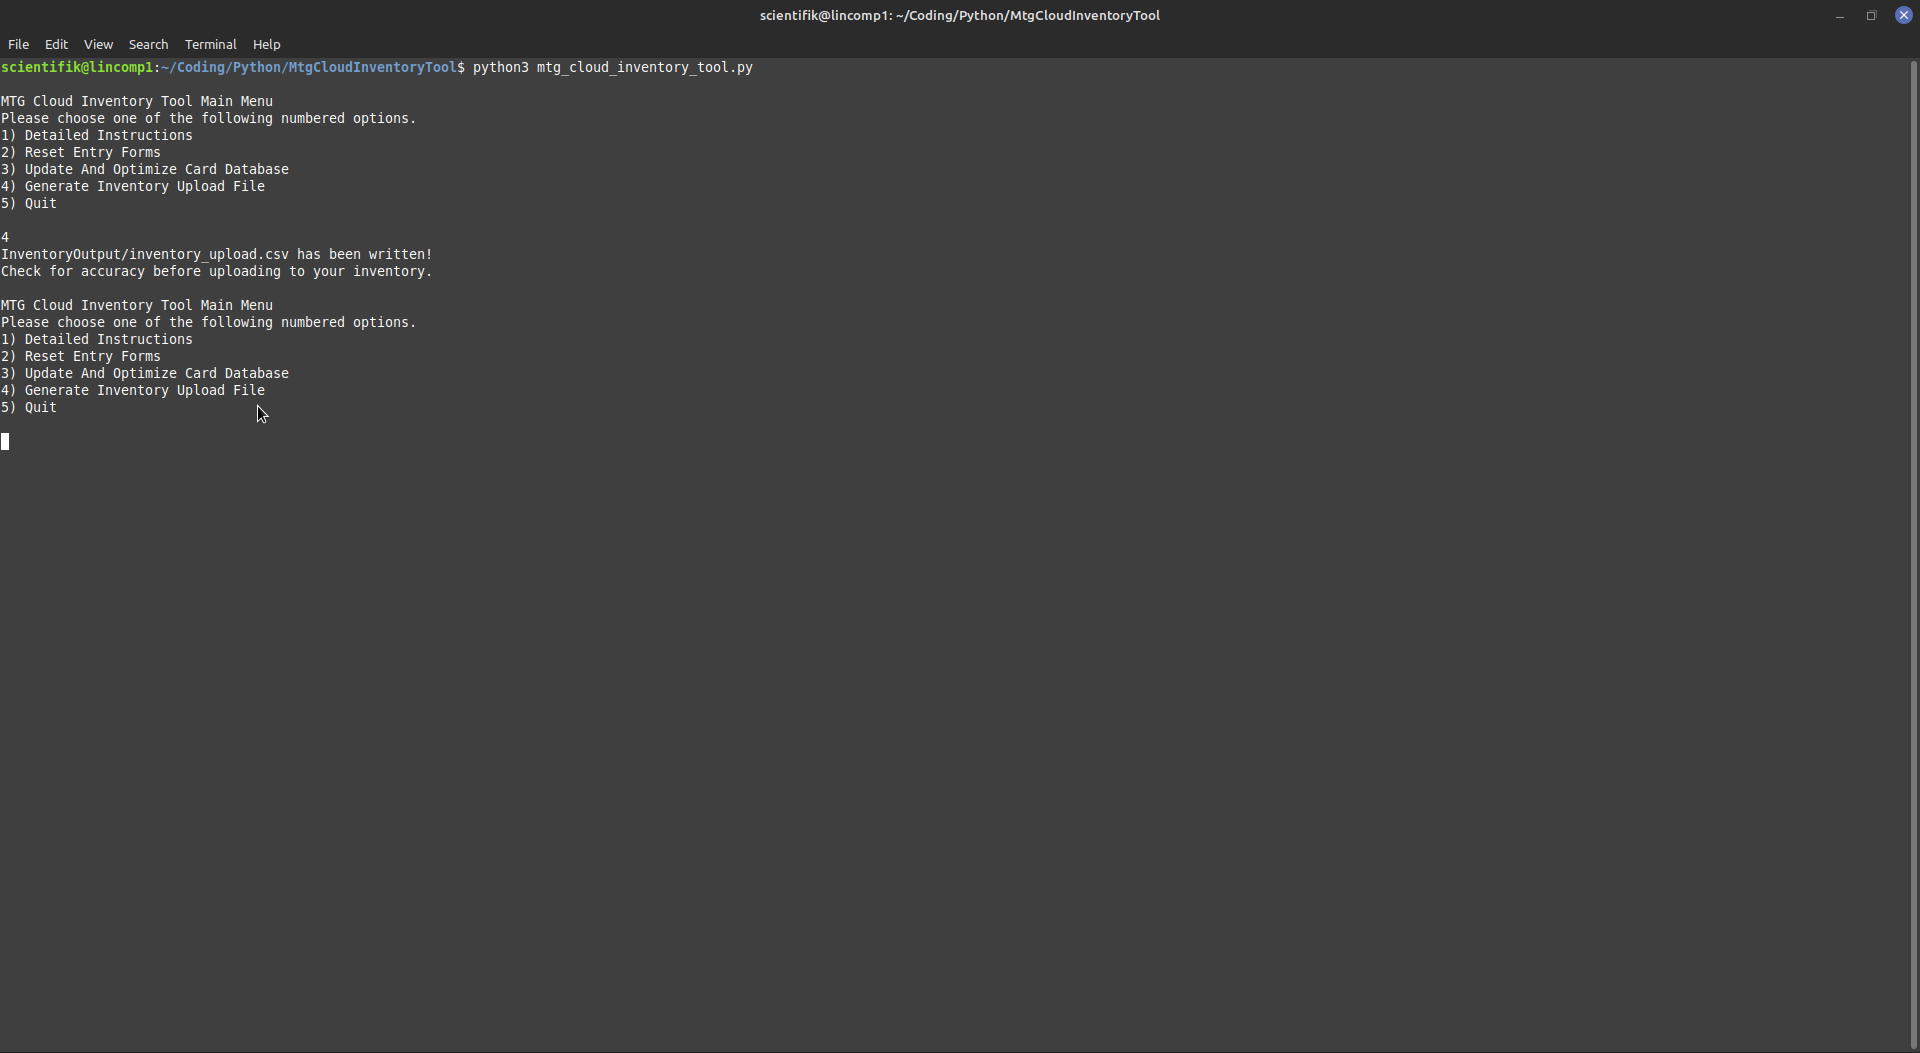 scientifik@lincomp1: ~/Coding/Python/MtgCloudInventoryTool
File Edit View Search Terminal Help
scientifik@lincomp1:~/Coding/Python/MtgCloudInventoryTool$ python3 mtg_cloud_inventory_tool.py
MTG Cloud Inventory Tool Main Menu
Please choose one of the following numbered options.
1) Detailed Instructions
2) Reset Entry Forms
3) Update And Optimize Card Database
4) Generate Inventory Upload File
5) Quit
4
InventoryOutput/inventory_upload.csv has been written!
Check for accuracy before uploading to your inventory.
MTG Cloud Inventory Tool Main Menu
Please choose one of the following numbered options.
1) Detailed Instructions
2) Reset Entry Forms
3) Update And Optimize Card Database
4) Generate Inventory Upload File
5) Quit